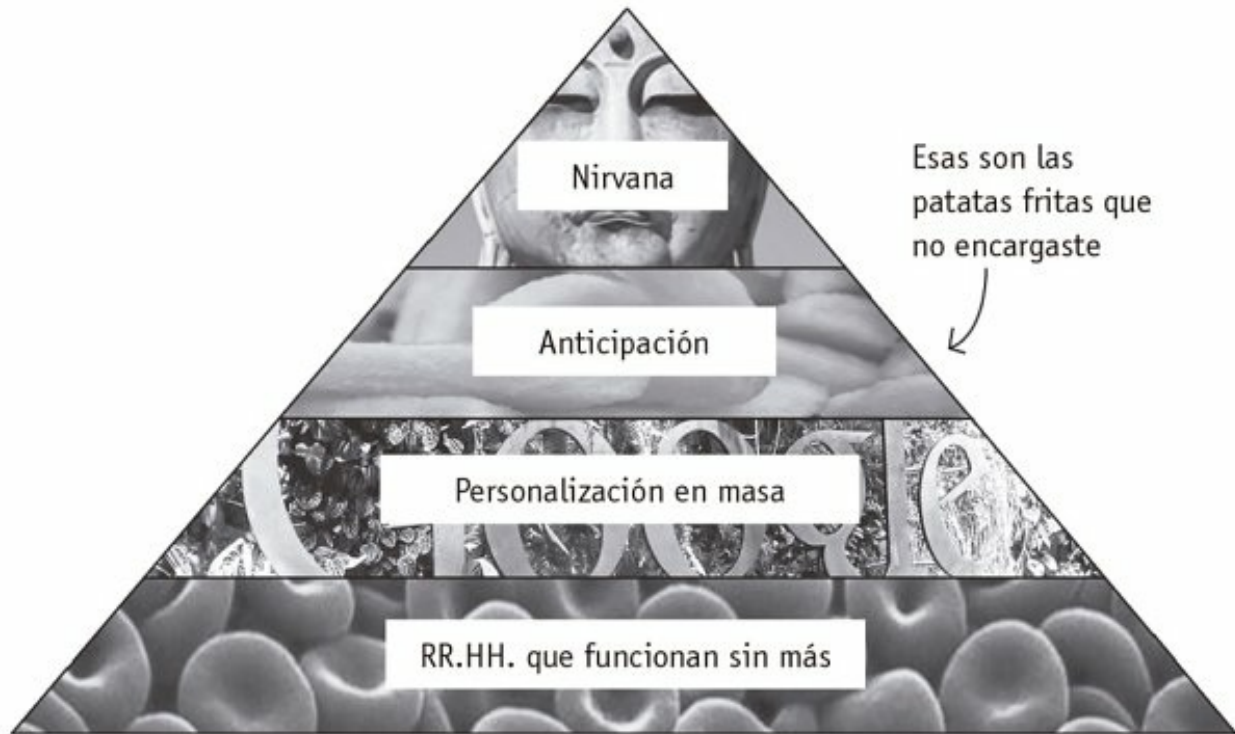 Nirvana
Esas son las
patatas fritas que
no encargaste
Anticipación
Google
Personalización en masa
RR.HH. que funcionan sin más